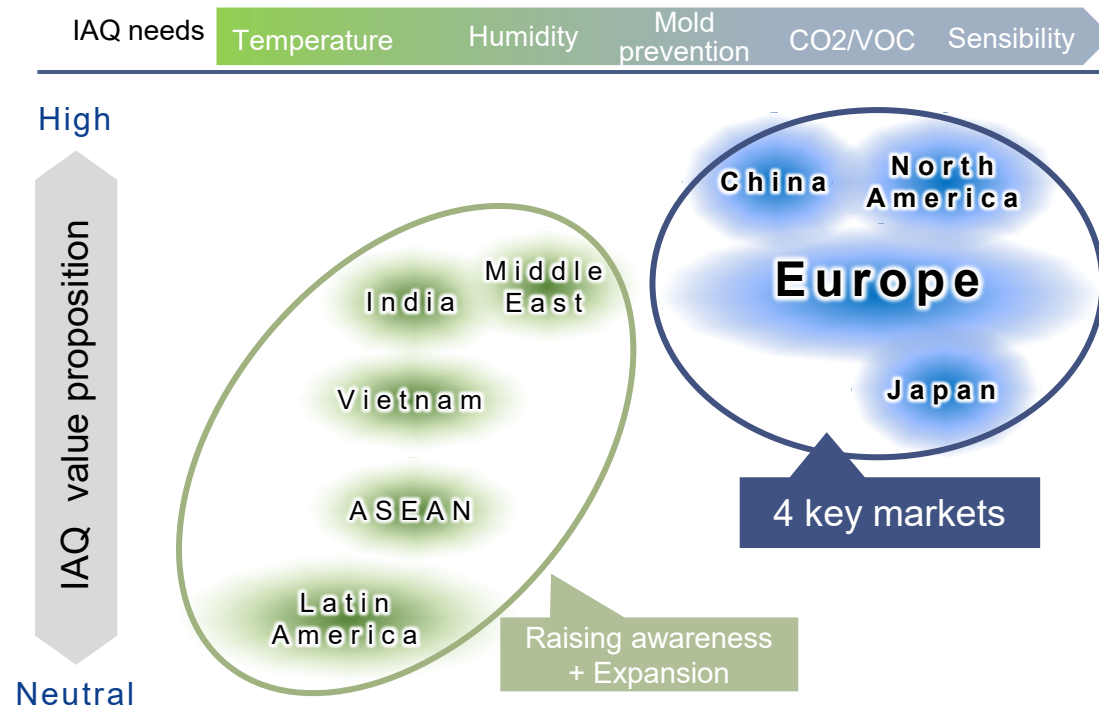 IAQ needs
Temperature
Humidity
Mold
prevention
CO2/VOC
Sensibility
High
IAQ value proposition
Neutral
China
North
America
Europe
Japan
4 key markets
Middle
East
India
Vietnam
ASEAN
Latin
America
Raising awareness
+ Expansion